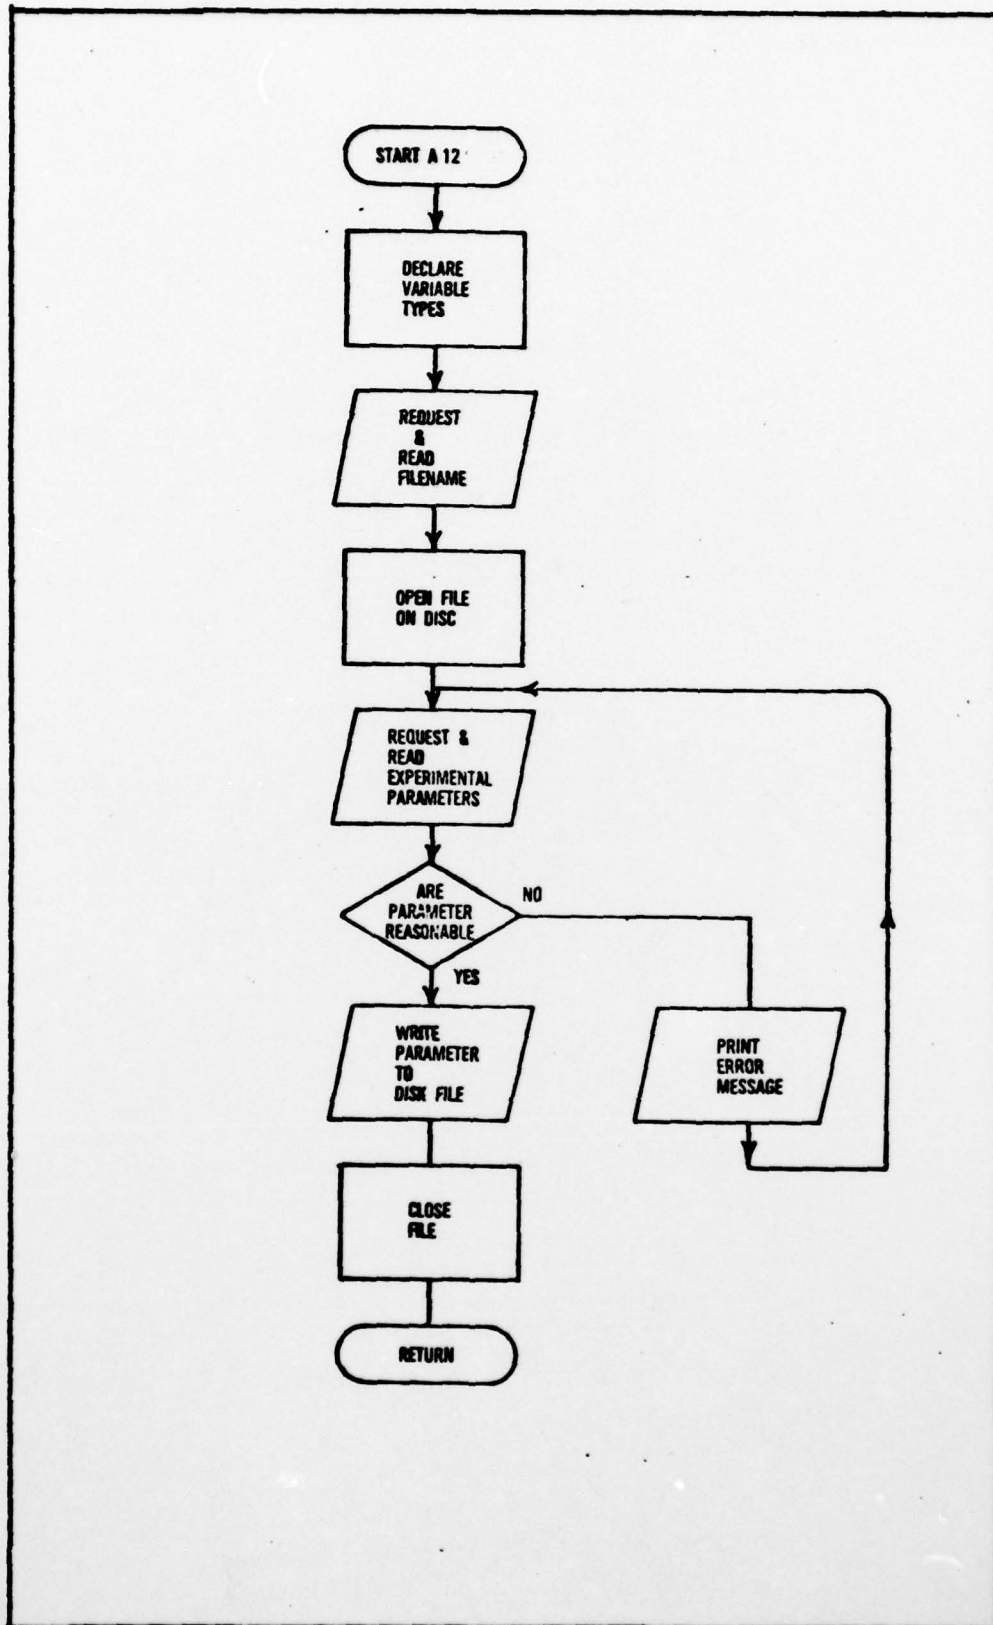 START A 12
DECLARE
VARIABLE
TYPES
REQUEST
&
READ
FILENAME
OPEN FILE
ON DISC
REQUEST &
READ
EXPERIMENTAL
PARAMETERS
ARE
PARAMETER
REASONABLE
NO
YES
WRITE
PARAMETER
TO
DISK FILE
PRINT
ERROR
MESSAGE
CLOSE
FILE
RETURN